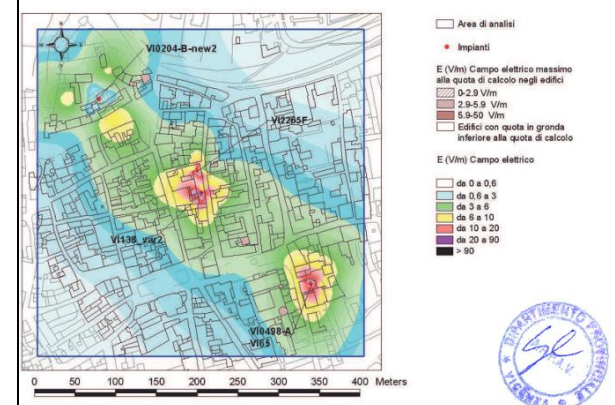 VI0204-B-new2
VI2265F
VI138_var2
VI0498-A
VI65
0 50 100 150 200 250 300 350 400 Meters
Area di analisi
Impianti
E (V/m) Campo elettrico massimo
alla quota di calcolo negli edifici
0-2.9 V/m
2.9-5.9 V/m
5.9-50 V/m
Edifici con quota in gronda
inferiore alla quota di calcolo
E (V/m) Campo elettrico
da 0 a 0,6
da 0,6 a 3
da 3 a 6
da 6 a 10
da 10 a 20
da 20 a 90
> 90
DIPARTIMENTO PROVINCIALE
VICENZA